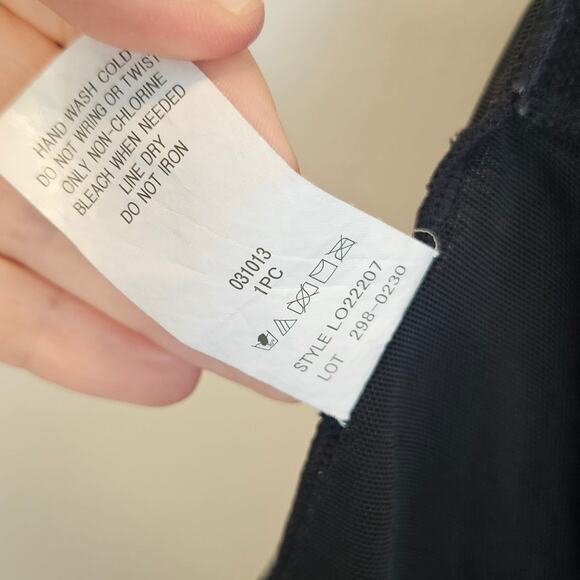 HAND WASH COLD
DO NOT WRING OR TWIST
ONLY NON-CHLORINE
BLEACH WHEN NEEDED
LINE DRY
DO NOT IRON
031013
1PC
STYLE LO22207
LOT 298-0230